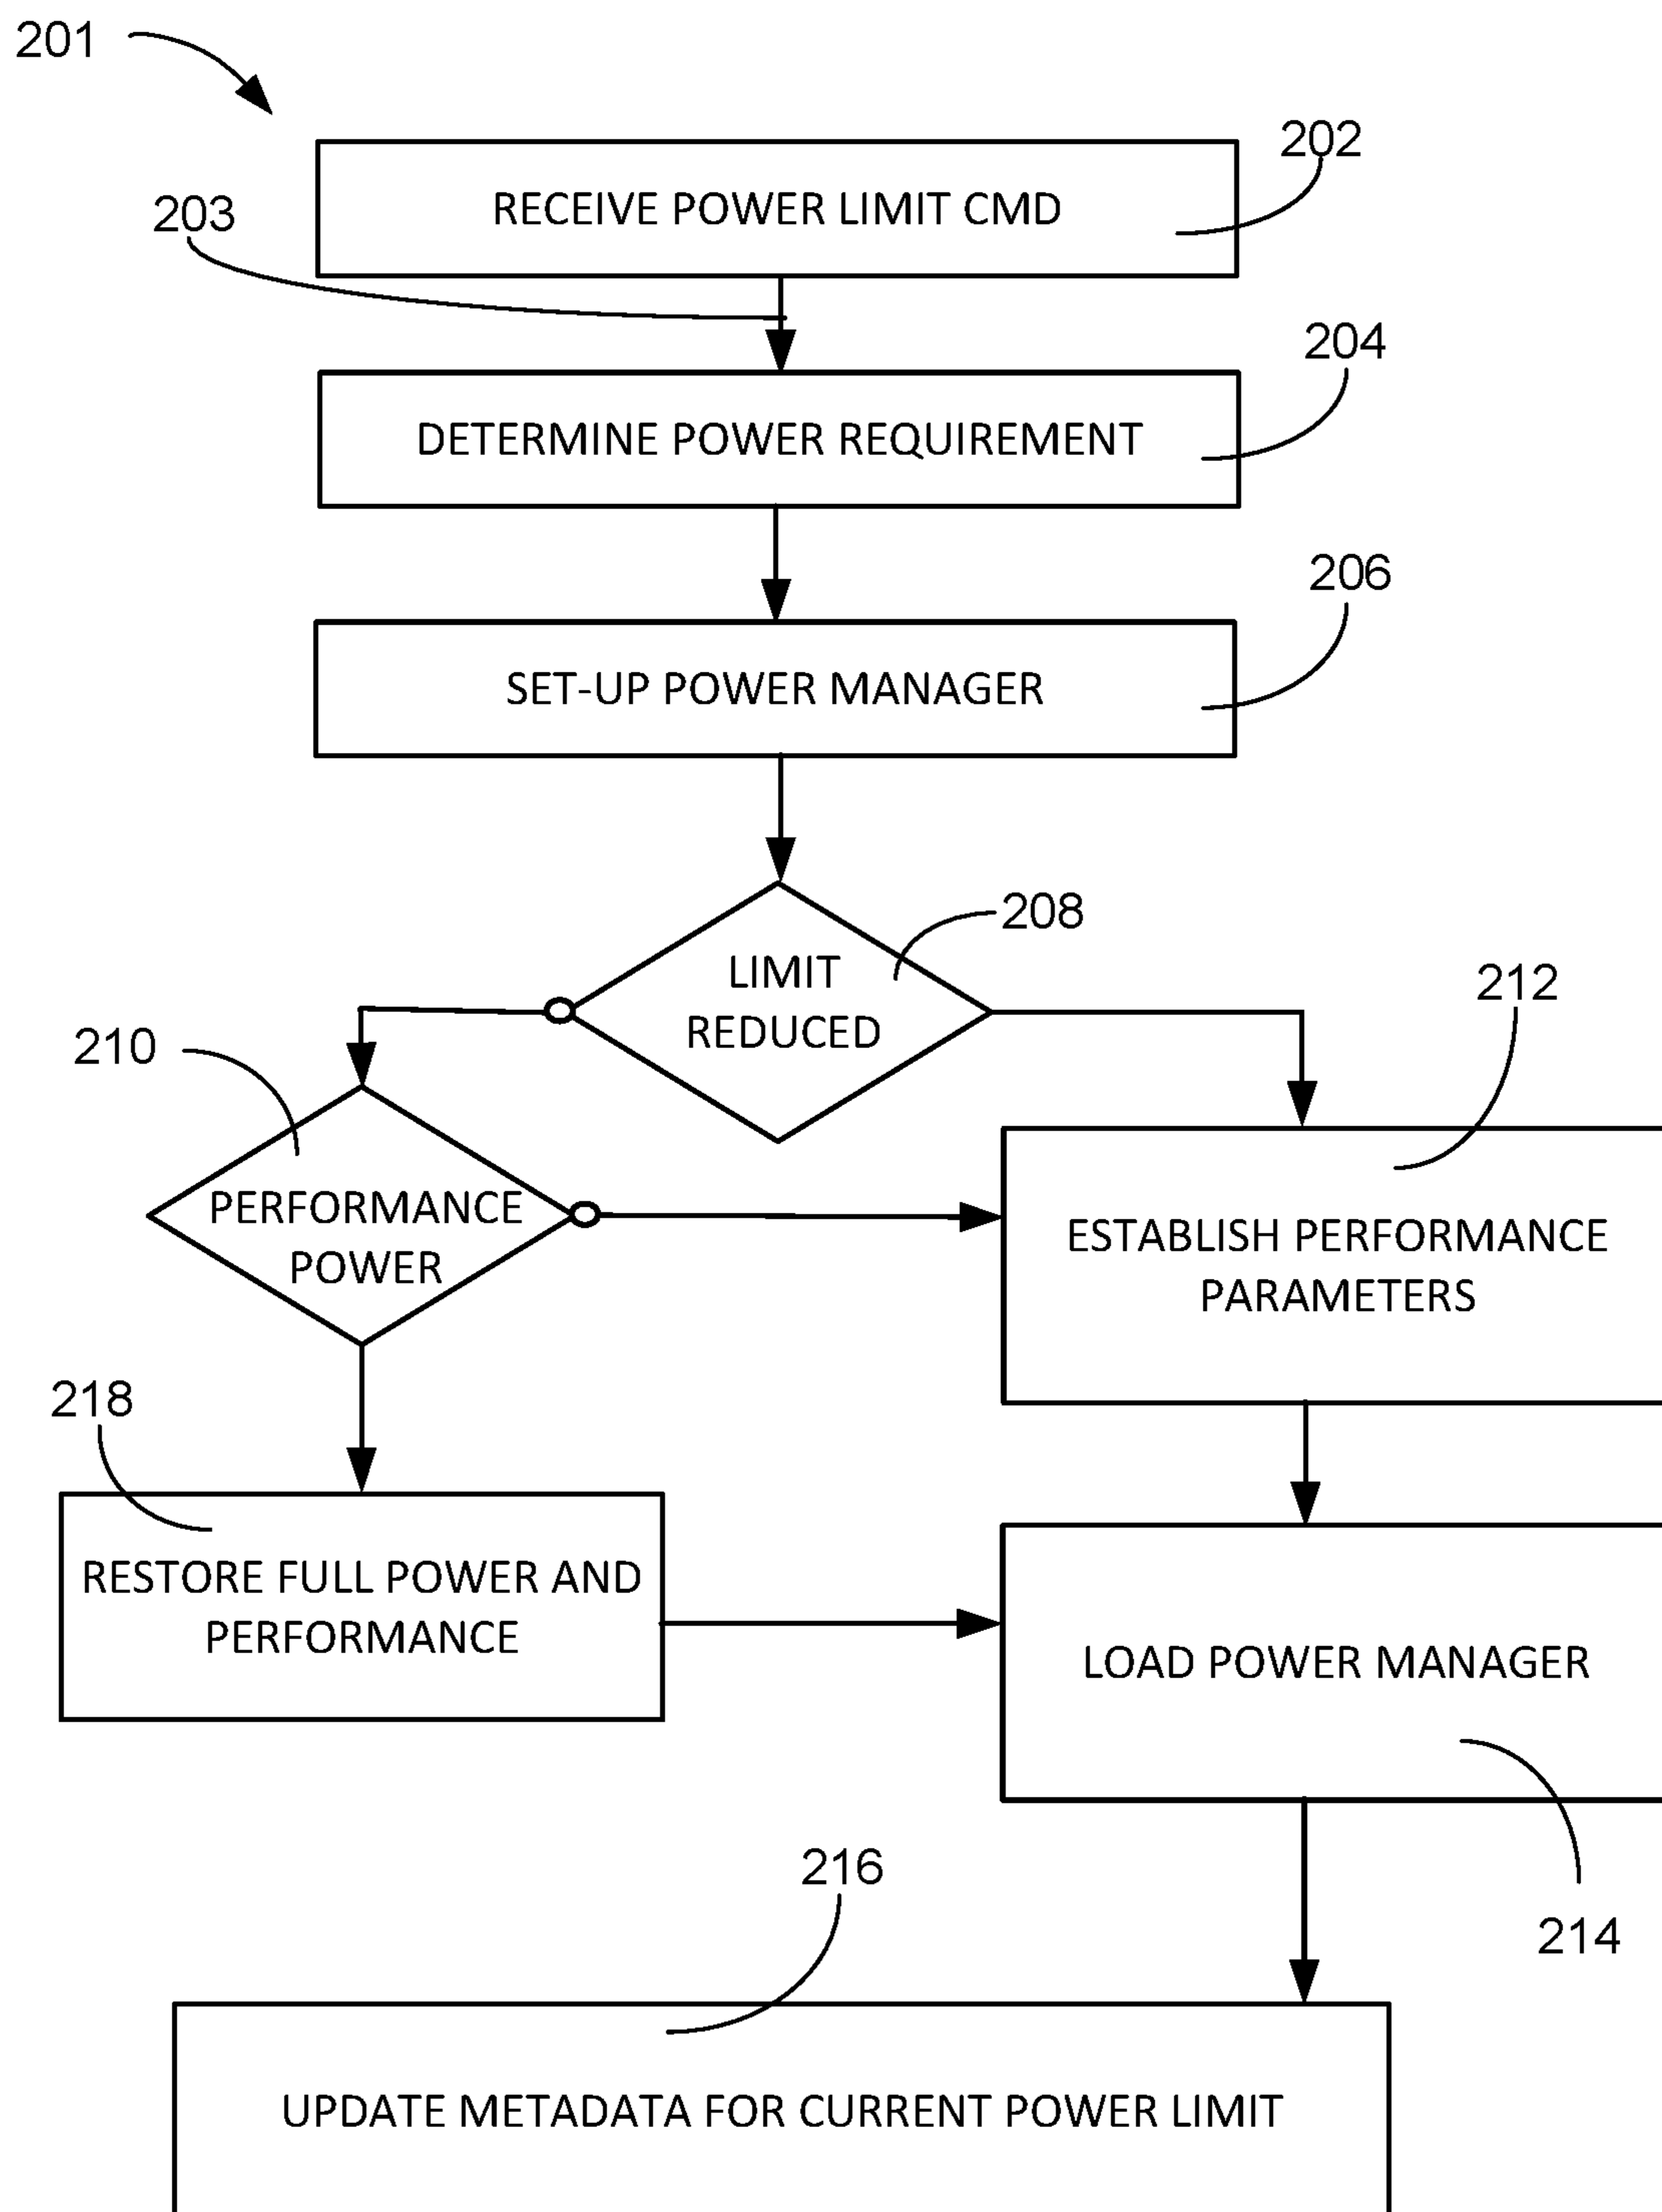 201
202
RECEIVE POWER LIMIT CMD
203
204
DETERMINE POWER REQUIREMENT
206
SET-UP POWER MANAGER
208
LIMIT
REDUCED
212
210
PERFORMANCE
POWER
ESTABLISH PERFORMANCE
PARAMETERS
218
RESTORE FULL POWER AND
PERFORMANCE
LOAD POWER MANAGER
216
214
UPDATE METADATA FOR CURRENT POWER LIMIT